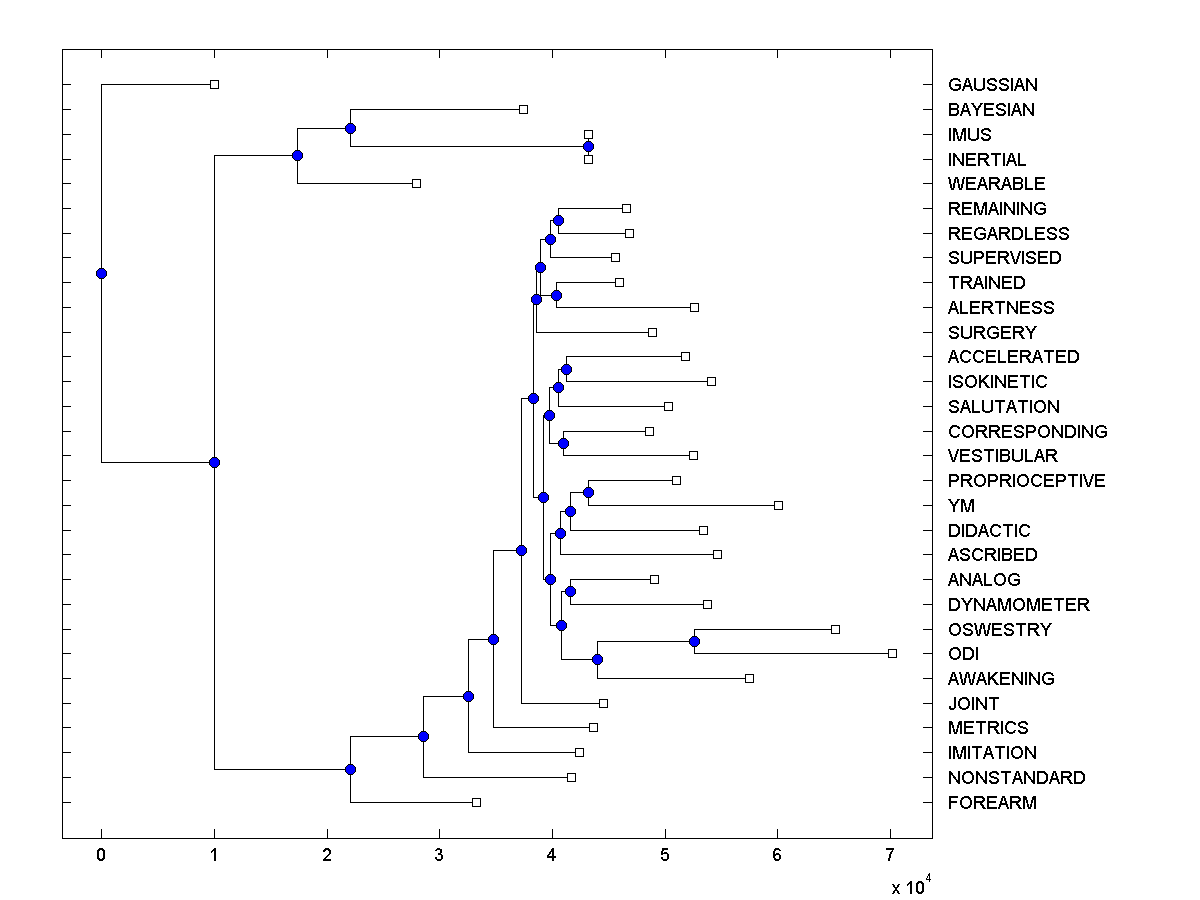 GAUSSIAN
BAYESIAN
IMUS
INERTIAL
WEARABLE
REMAINING
REGARDLESS
SUPERVISED
TRAINED
ALERTNESS
SURGERY
ACCELERATED
ISOKINETIC
SALUTATION
CORRESPONDING
VESTIBULAR
PROPRIOCEPTIVE
YM
DIDACTIC
ASCRIBED
ANALOG
DYNAMOMETER
OSWESTRY
ODI
AWAKENING
JOINT
METRICS
IMITATION
NONSTANDARD
FOREARM
0 1 2 3 4 5 6 7
x 10^4